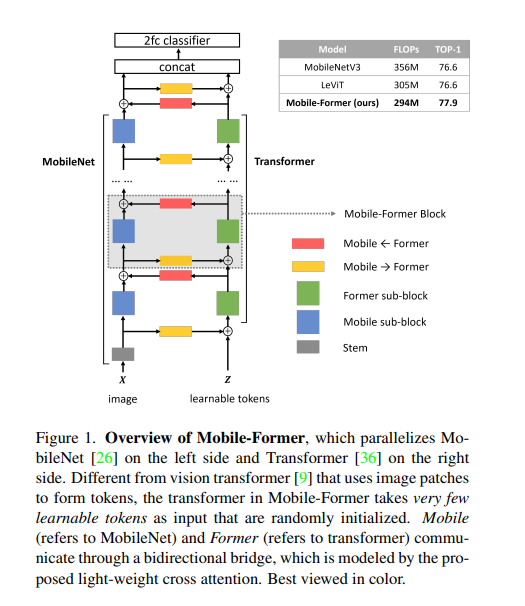 2fc classifier
concat
Model FLOPs TOP-1
MobileNetV3 356M 76.6
LeViT 305M 76.6
Mobile-Former (ours) 294M 77.9
MobileNet
Transformer
... ...
... ...
Mobile-Former Block
Mobile ← Former
Mobile → Former
Former sub-block
Mobile sub-block
Stem
X
Z
image
learnable tokens
Figure 1. Overview of Mobile-Former, which parallelizes Mo-
bileNet [26] on the left side and Transformer [36] on the right
side. Different from vision transformer [9] that uses image patches
to form tokens, the transformer in Mobile-Former takes very few
learnable tokens as input that are randomly initialized. Mobile
(refers to MobileNet) and Former (refers to transformer) commu-
nicate through a bidirectional bridge, which is modeled by the pro-
posed light-weight cross attention. Best viewed in color.